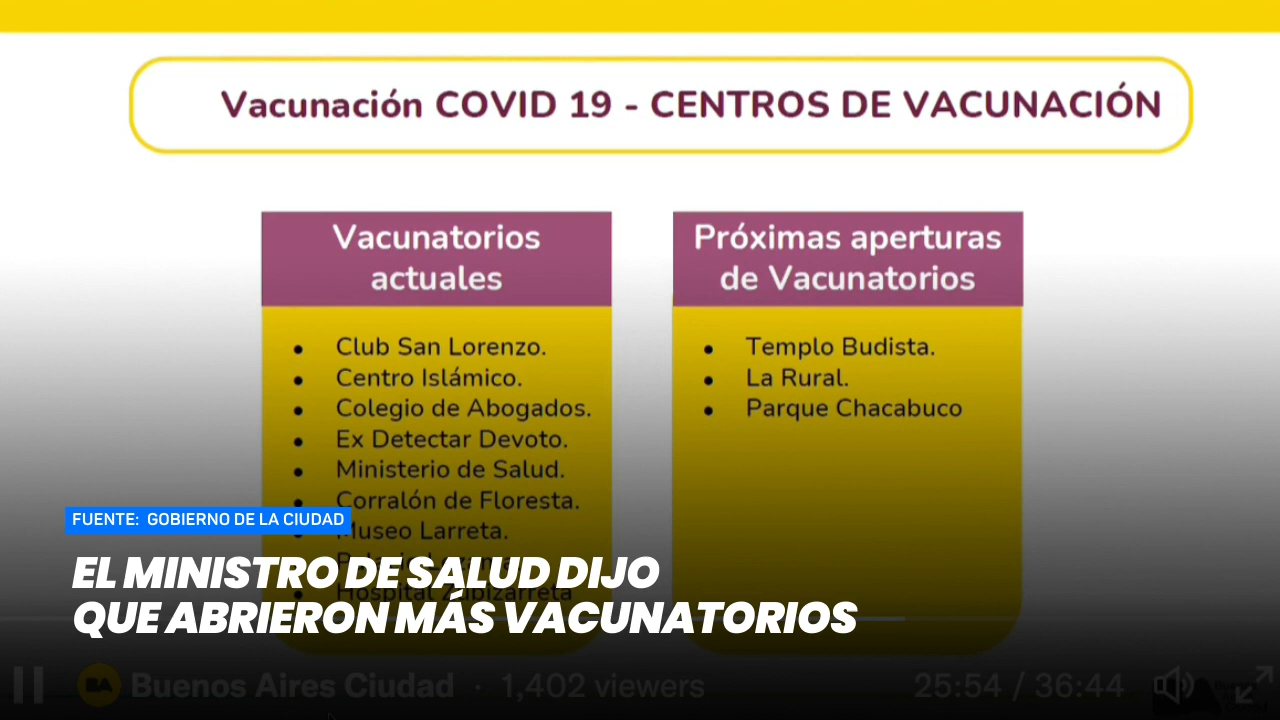 Vacunación COVID 19 - CENTROS DE VACUNACIÓN
Vacunatorios
actuales
• Club San Lorenzo.
• Centro Islámico.
• Colegio de Abogados.
• Ex Detectar Devoto.
• Ministerio de Salud.
• Corralón de Floresta.
• Museo Larreta.
• Hospital Zubizarreta
Próximas aperturas
de Vacunatorios
• Templo Budista.
• La Rural.
• Parque Chacabuco
FUENTE: GOBIERNO DE LA CIUDAD
EL MINISTRO DE SALUD DIJO
QUE ABRIERON MÁS VACUNATORIOS
BA Buenos Aires Ciudad · 1,402 viewers
25:54 / 36:44